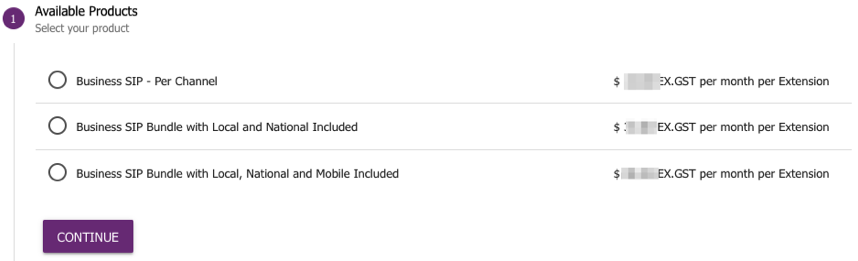 1
Available Products
Select your product
Business SIP - Per Channel
$ EX.GST per month per Extension
Business SIP Bundle with Local and National Included
$ EX.GST per month per Extension
Business SIP Bundle with Local, National and Mobile Included
$ EX.GST per month per Extension
CONTINUE